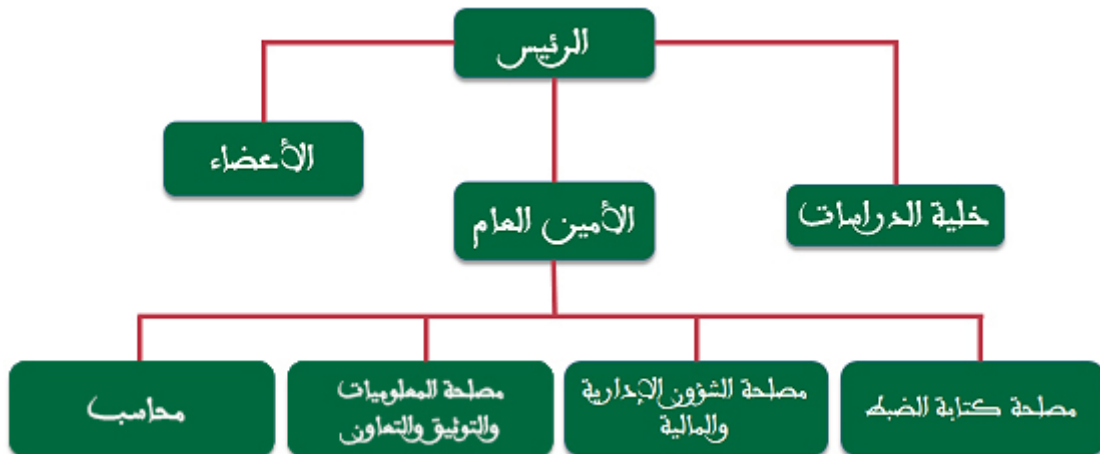 الرئيس
الأعضاء
خلية الدراسات
الأمين العام
مصلحة كتابة الضبط
مصلحة الشؤون الإدارية
والمالية
مصلحة المعلوميات
والتوثيق والتعاون
محاسب